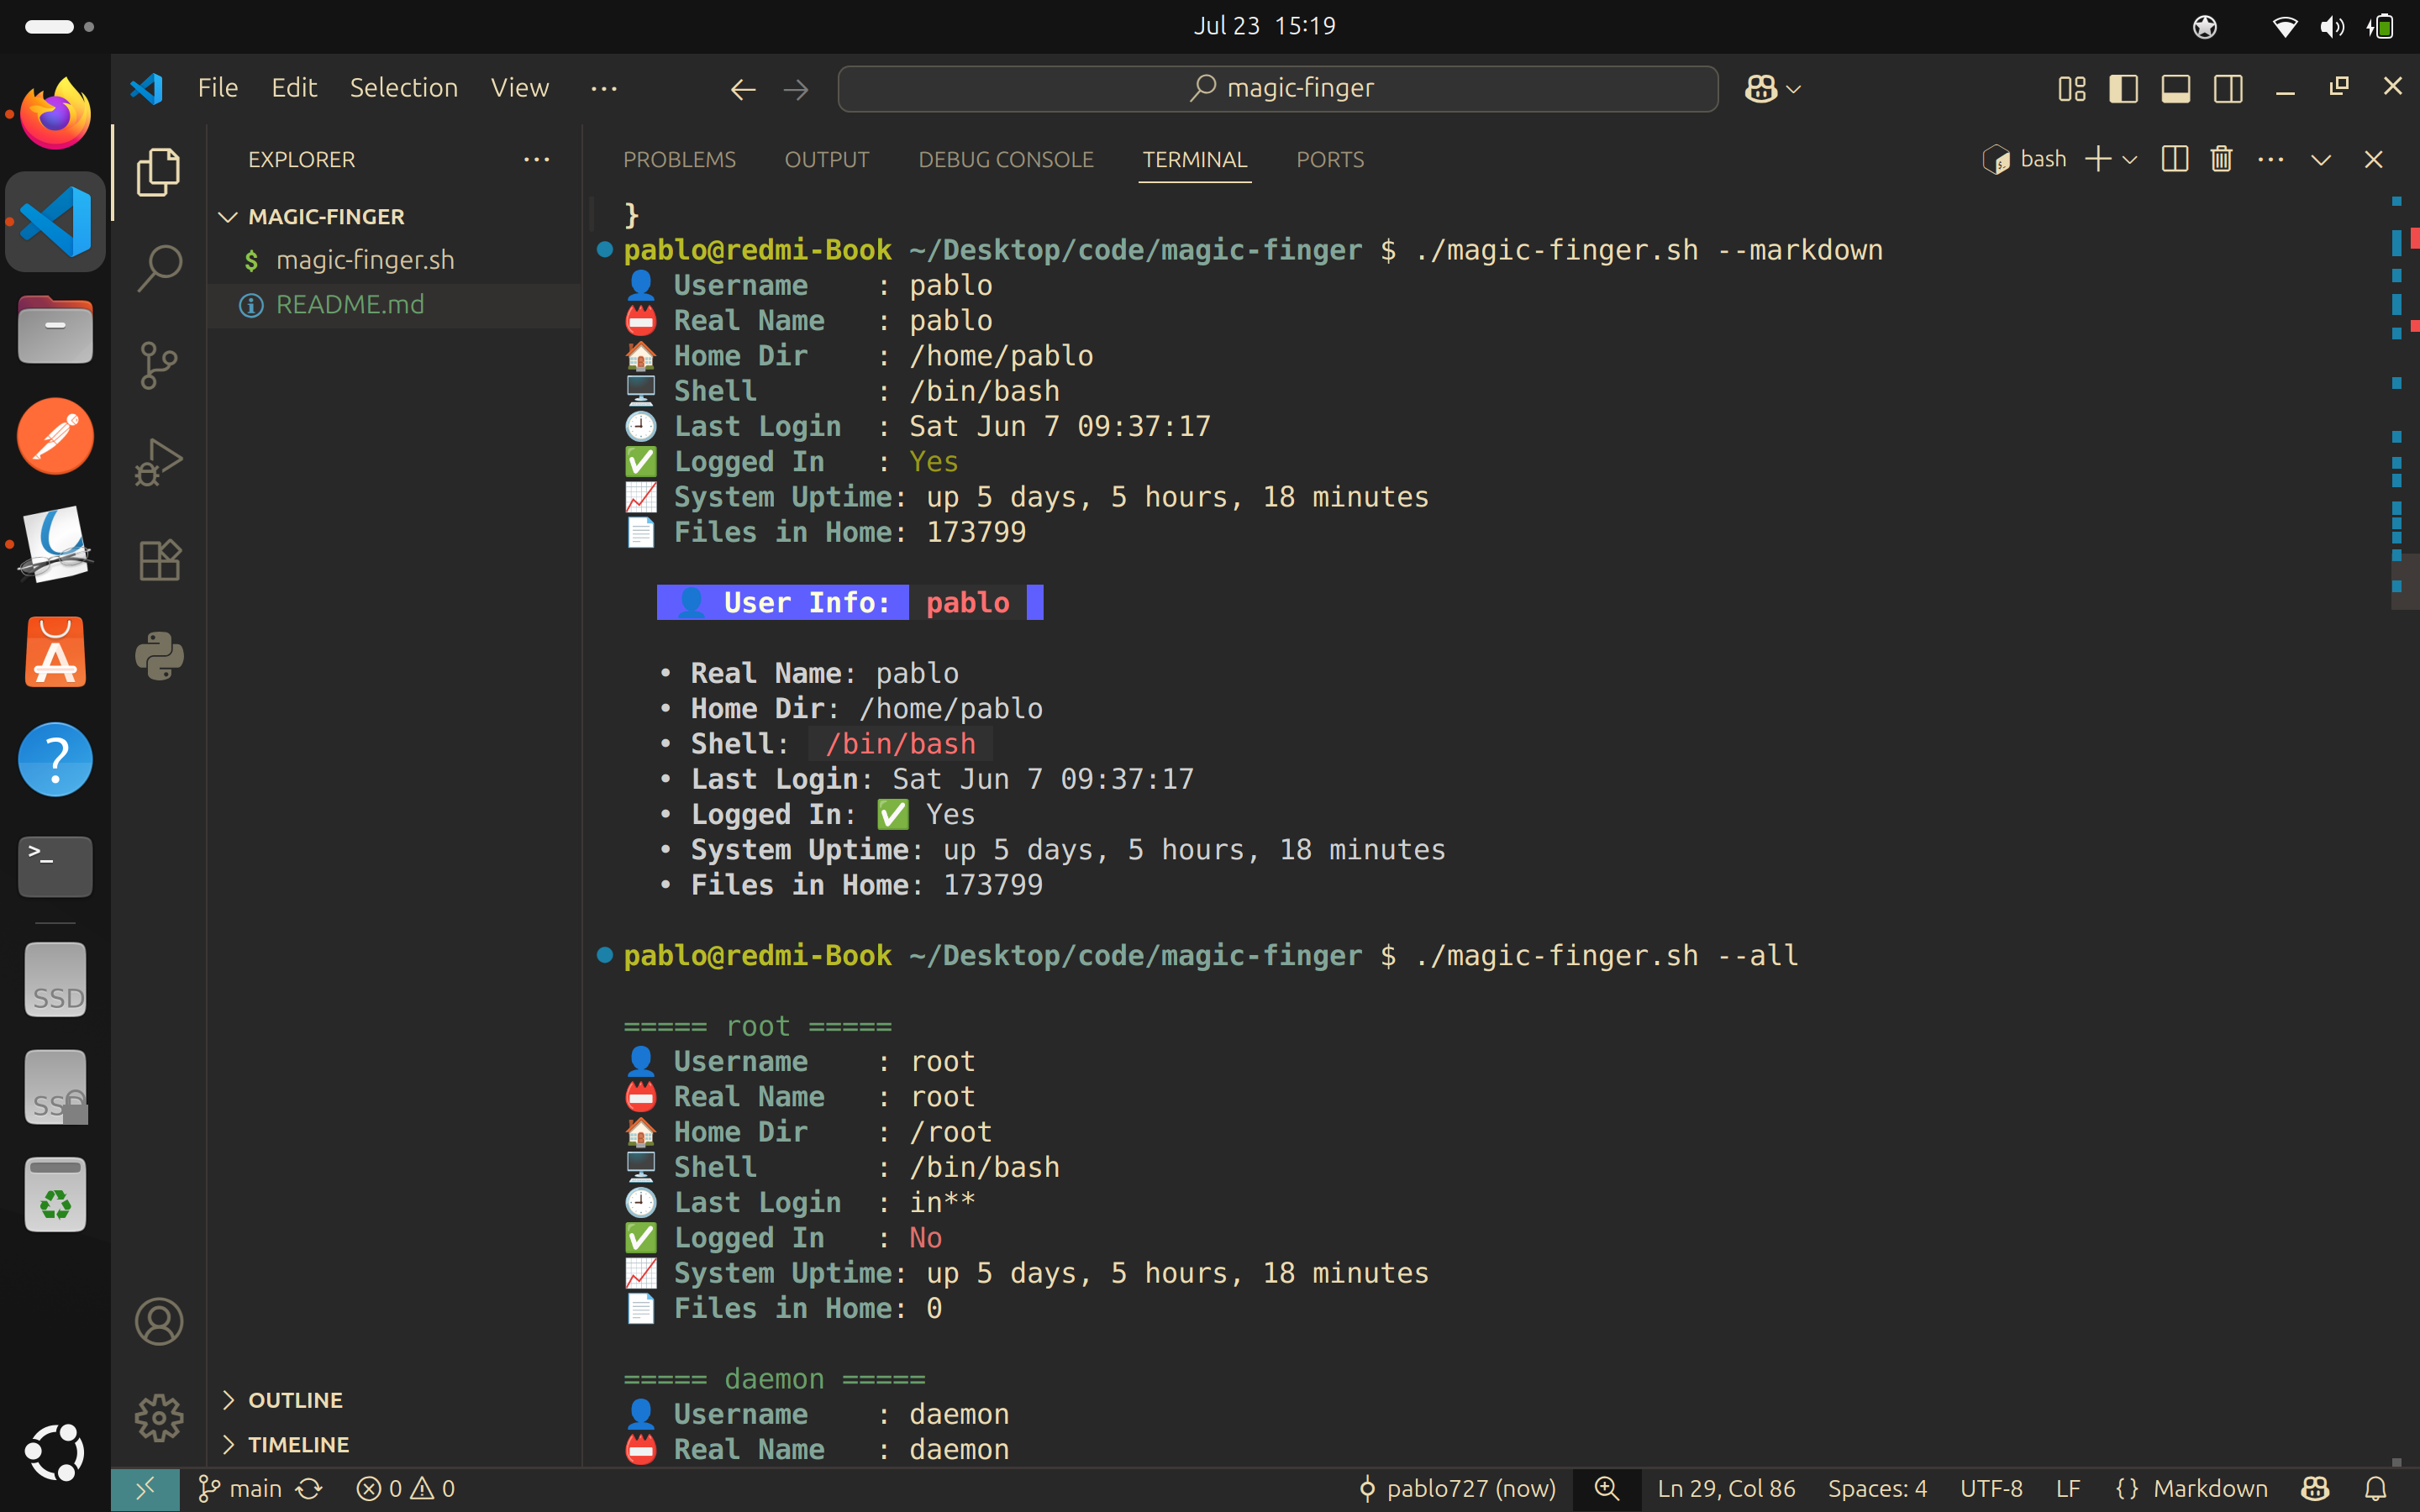 Jul 23 15:19
File Edit Selection View ···
magic-finger
EXPLORER ···
PROBLEMS OUTPUT DEBUG CONSOLE TERMINAL PORTS
bash
MAGIC-FINGER
$ magic-finger.sh
README.md
}
pablo@redmi-Book ~/Desktop/code/magic-finger $ ./magic-finger.sh --markdown
👤 Username : pablo
📛 Real Name : pablo
🏠 Home Dir : /home/pablo
🖥️ Shell : /bin/bash
🕘 Last Login : Sat Jun 7 09:37:17
✅ Logged In : Yes
📈 System Uptime: up 5 days, 5 hours, 18 minutes
📄 Files in Home: 173799
👤 User Info: pablo
• Real Name: pablo
• Home Dir: /home/pablo
• Shell: /bin/bash
• Last Login: Sat Jun 7 09:37:17
• Logged In: ✅ Yes
• System Uptime: up 5 days, 5 hours, 18 minutes
• Files in Home: 173799
pablo@redmi-Book ~/Desktop/code/magic-finger $ ./magic-finger.sh --all
===== root =====
👤 Username : root
📛 Real Name : root
🏠 Home Dir : /root
🖥️ Shell : /bin/bash
🕘 Last Login : in**
✅ Logged In : No
📈 System Uptime: up 5 days, 5 hours, 18 minutes
📄 Files in Home: 0
===== daemon =====
👤 Username : daemon
📛 Real Name : daemon
SSD
SSD
OUTLINE
TIMELINE
main 0 0
pablo727 (now) Ln 29, Col 86 Spaces: 4 UTF-8 LF {} Markdown